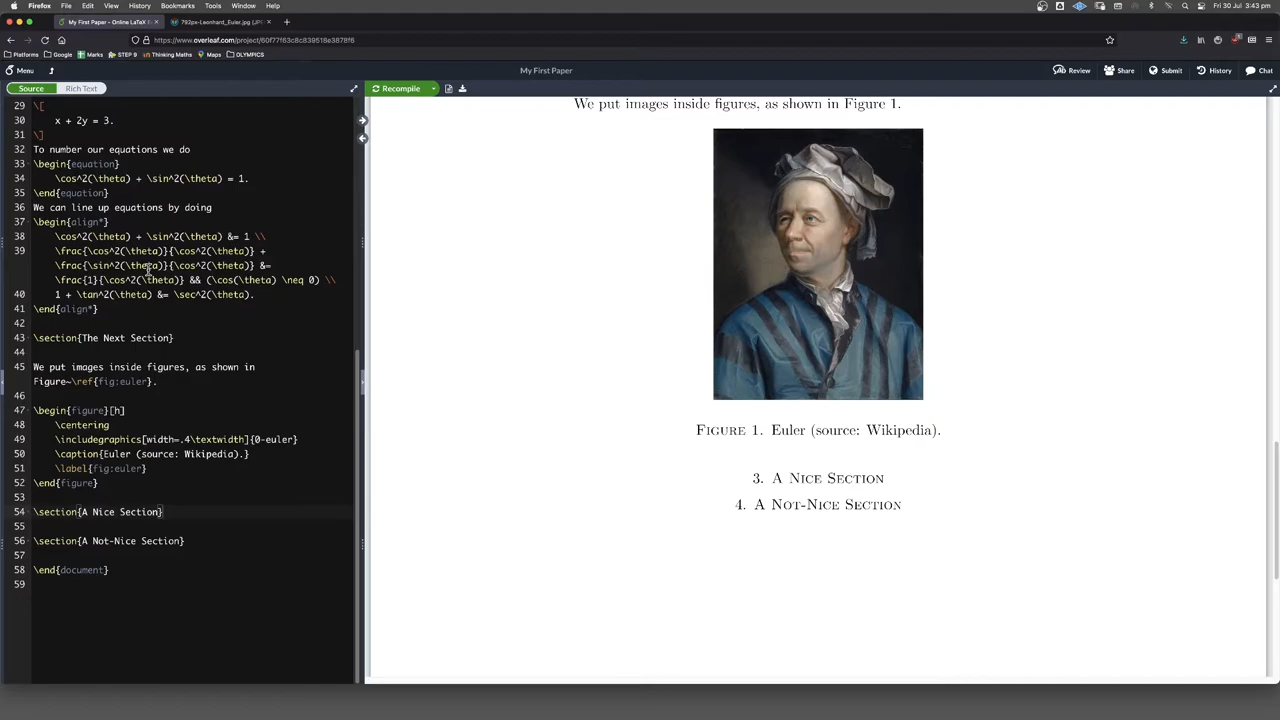 Firefox File Edit View History Bookmarks Tools Window Help
Fri 30 Jul 3:43 pm
My First Paper - Online LaTeX E
792px-Leonhard_Euler.jpg (JPE
https://www.overleaf.com/project/60f77f63c8c839518e3878f6
Platforms Google Marks STEP 9 Thinking Maths Maps OLYMPICS
Menu
My First Paper
Review Share Submit History Chat
Source Rich Text
Recompile
29 \[
30 x + 2y = 3.
31 \]
32 To number our equations we do
33 \begin{equation}
34 \cos^2(\theta) + \sin^2(\theta) = 1.
35 \end{equation}
36 We can line up equations by doing
37 \begin{align*}
38 \cos^2(\theta) + \sin^2(\theta) &= 1 \\
39 \frac{\cos^2(\theta)}{\cos^2(\theta)} +
\frac{\sin^2(\theta)}{\cos^2(\theta)} &=
\frac{1}{\cos^2(\theta)} && (\cos(\theta) \neq 0) \\
40 1 + \tan^2(\theta) &= \sec^2(\theta).
41 \end{align*}
42
43 \section{The Next Section}
44
45 We put images inside figures, as shown in
Figure~\ref{fig:euler}.
46
47 \begin{figure}[h]
48 \centering
49 \includegraphics[width=.4\textwidth]{0-euler}
50 \caption{Euler (source: Wikipedia).}
51 \label{fig:euler}
52 \end{figure}
53
54 \section{A Nice Section}
55
56 \section{A Not-Nice Section}
57
58 \end{document}
59
We put images inside figures, as shown in Figure 1.
Figure 1. Euler (source: Wikipedia).
3. A Nice Section
4. A Not-Nice Section